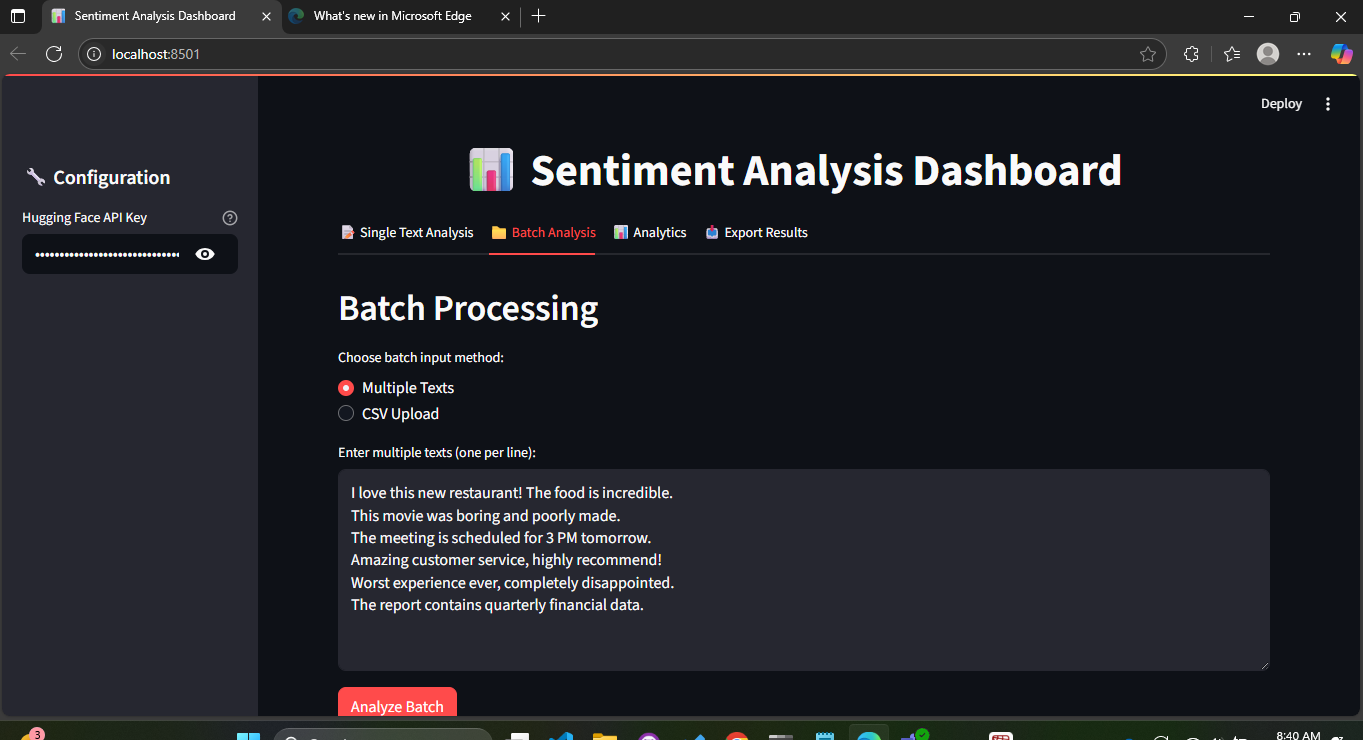 Sentiment Analysis Dashboard
What's new in Microsoft Edge
localhost:8501
Deploy
Configuration
Hugging Face API Key
Sentiment Analysis Dashboard
Single Text Analysis
Batch Analysis
Analytics
Export Results
Batch Processing
Choose batch input method:
Multiple Texts
CSV Upload
Enter multiple texts (one per line):
I love this new restaurant! The food is incredible.
This movie was boring and poorly made.
The meeting is scheduled for 3 PM tomorrow.
Amazing customer service, highly recommend!
Worst experience ever, completely disappointed.
The report contains quarterly financial data.
Analyze Batch
3
8:40 AM